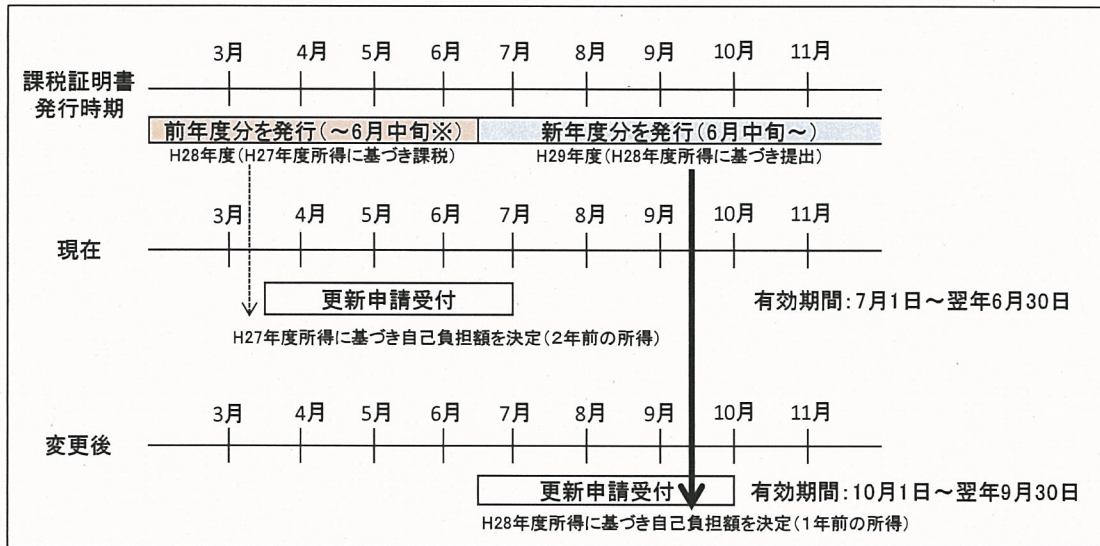 3月 4月 5月 6月 7月 8月 9月 10月 11月
課税証明書
発行時期
前年度分を発行(～6月中旬※)
新年度分を発行(6月中旬～)
H28年度(H27年度所得に基づき課税)
H29年度(H28年度所得に基づき提出)
3月 4月 5月 6月 7月 8月 9月 10月 11月
現在
更新申請受付
有効期間:7月1日～翌年6月30日
H27年度所得に基づき自己負担額を決定(2年前の所得)
3月 4月 5月 6月 7月 8月 9月 10月 11月
変更後
更新申請受付
有効期間:10月1日～翌年9月30日
H28年度所得に基づき自己負担額を決定(1年前の所得)